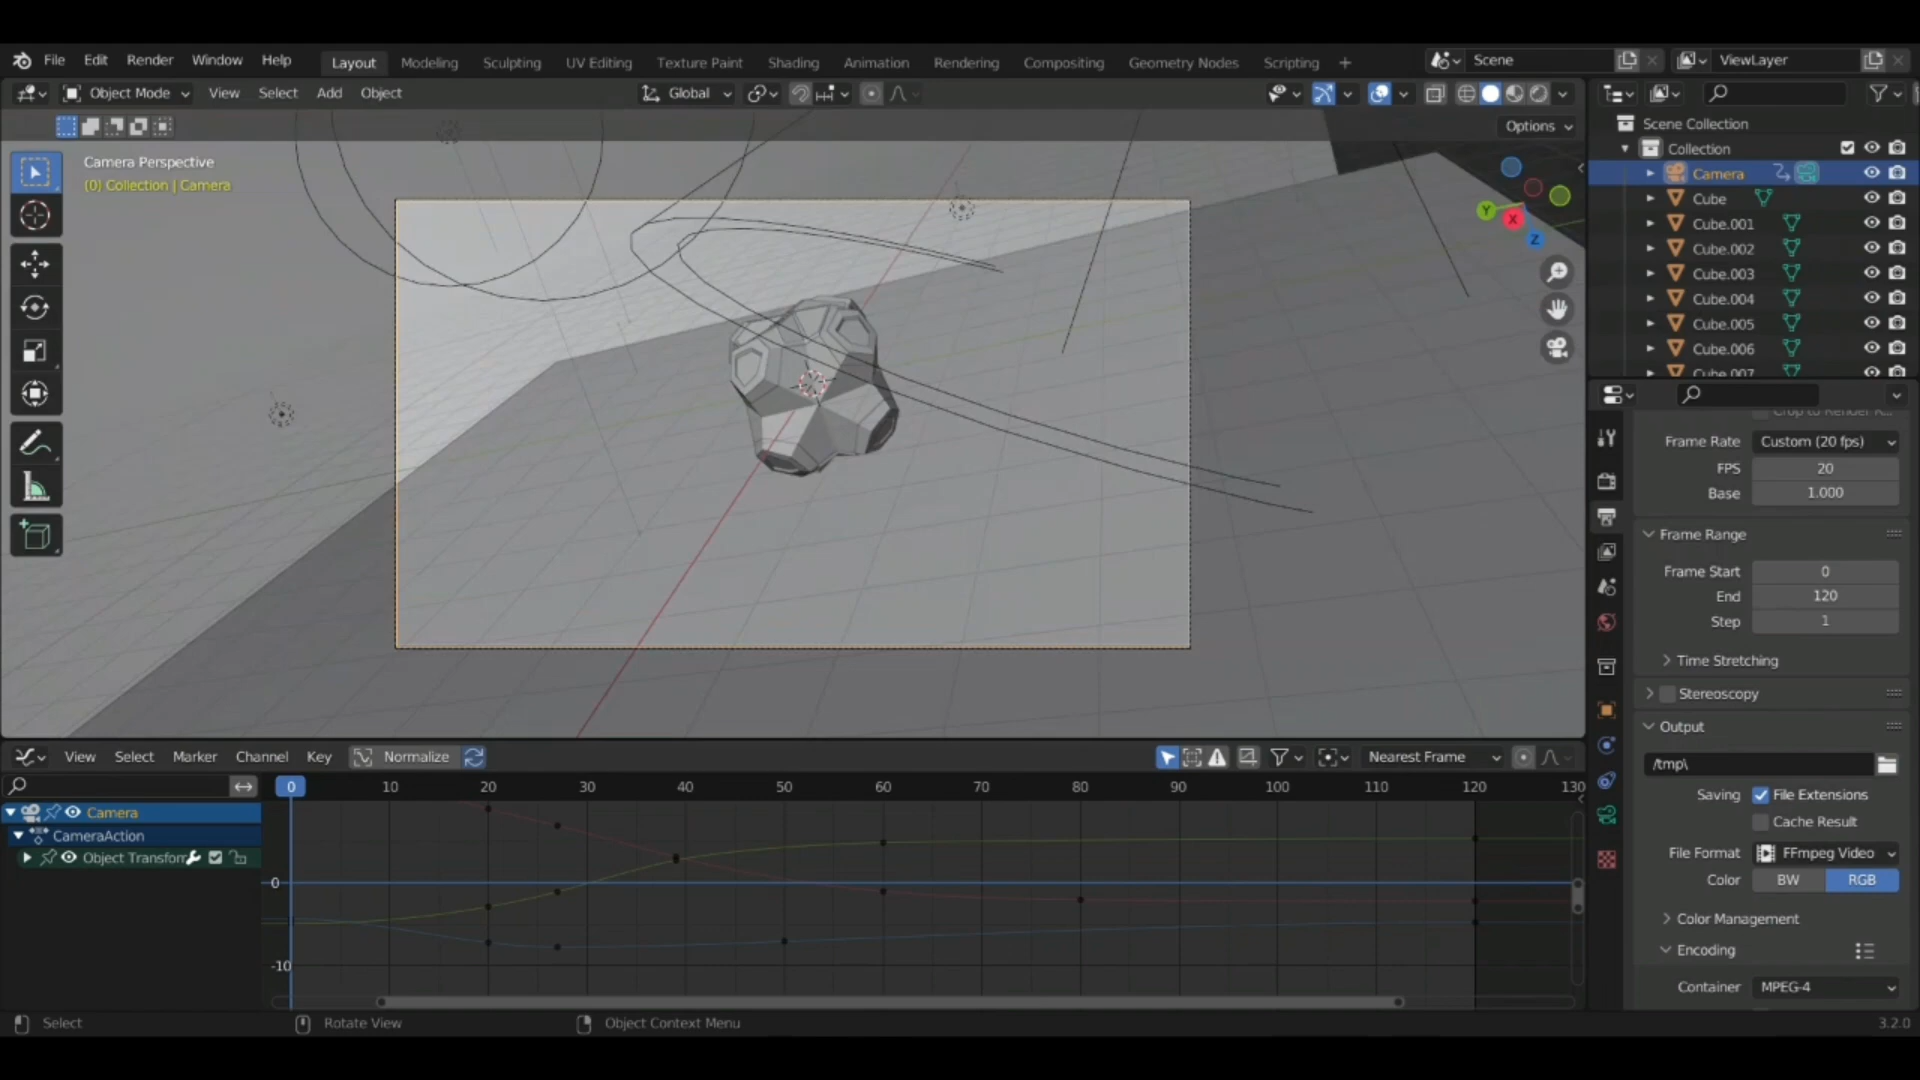 File Edit Render Window Help Layout Modeling Sculpting UV Editing Texture Paint Shading Animation Rendering Compositing Geometry Nodes Scripting + Scene ViewLayer
Object Mode View Select Add Object Global
Options
Camera Perspective
(0) Collection | Camera
Y X Z
Scene Collection
Collection
Camera
Cube
Cube.001
Cube.002
Cube.003
Cube.004
Cube.005
Cube.006
Cube.007
Frame Rate Custom (20 fps)
FPS 20
Base 1.000
Frame Range
Frame Start 0
End 120
Step 1
Time Stretching
Stereoscopy
Output
/tmp\
Saving File Extensions
Cache Result
File Format FFmpeg Video
Color BW RGB
Color Management
Encoding
Container MPEG-4
View Select Marker Channel Key Normalize Nearest Frame
0 10 20 30 40 50 60 70 80 90 100 110 120 130
Camera
CameraAction
Object Transform
0
-10
Select Rotate View Object Context Menu 3.2.0